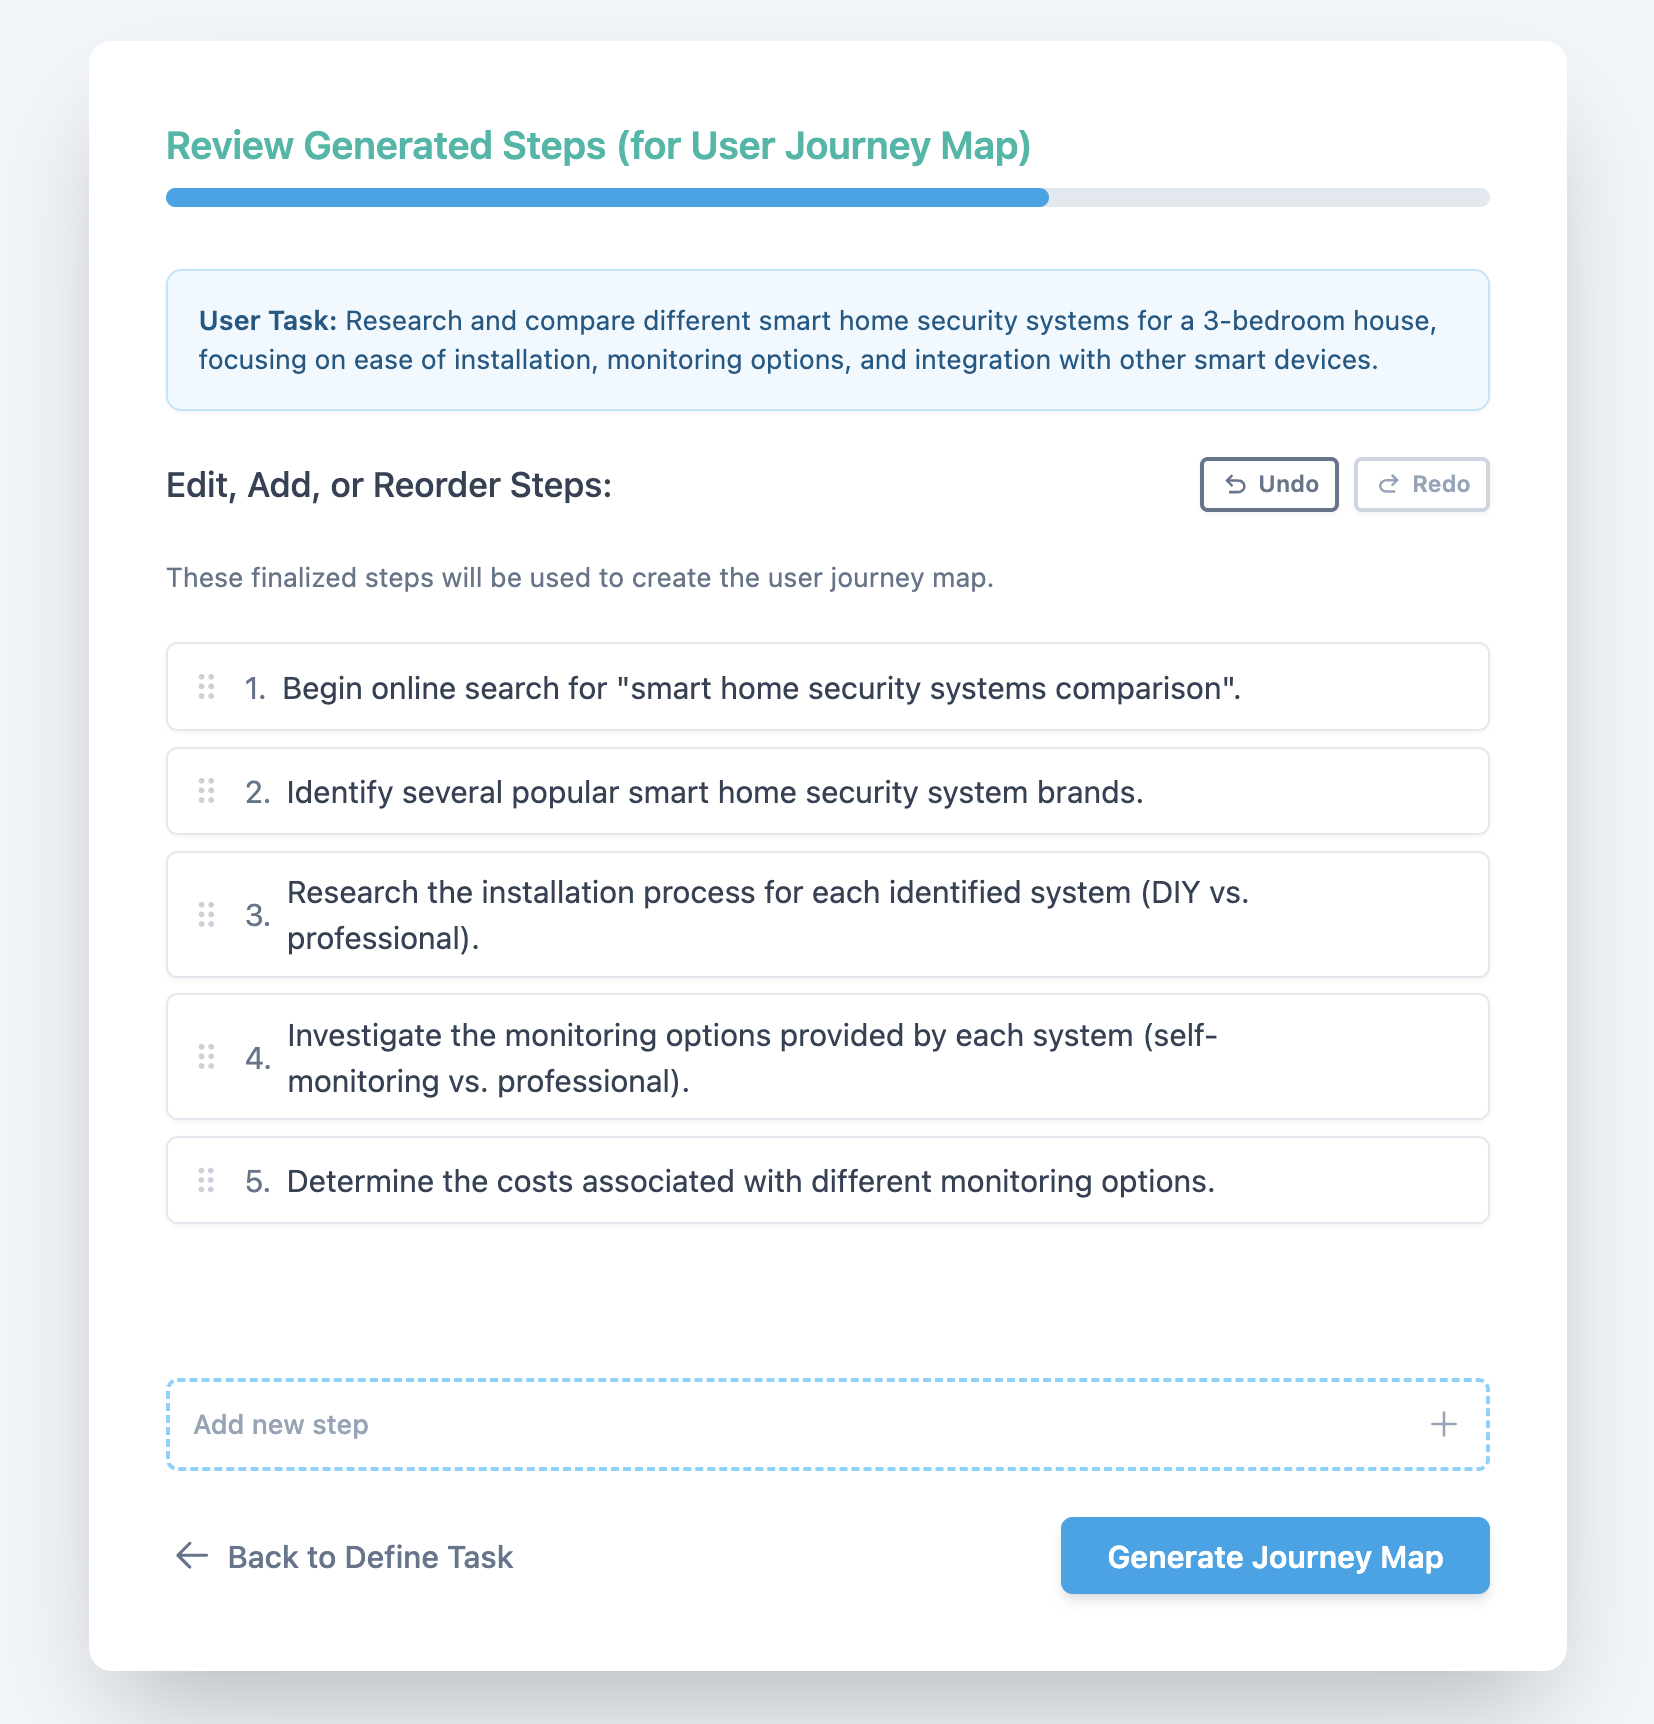 Review Generated Steps (for User Journey Map)
User Task: Research and compare different smart home security systems for a 3-bedroom house,
focusing on ease of installation, monitoring options, and integration with other smart devices.
Edit, Add, or Reorder Steps:
Undo
Redo
These finalized steps will be used to create the user journey map.
1. Begin online search for "smart home security systems comparison".
2. Identify several popular smart home security system brands.
3. Research the installation process for each identified system (DIY vs.
professional).
4. Investigate the monitoring options provided by each system (self-
monitoring vs. professional).
5. Determine the costs associated with different monitoring options.
Add new step
Back to Define Task
Generate Journey Map